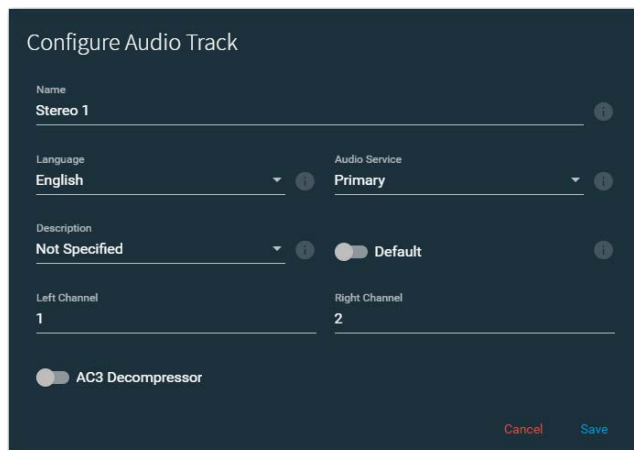 Configure Audio Track
Name
Stereo 1
Language
Audio Service
English
Primary
Description
Not Specified
Default
Left Channel
Right Channel
1
2
AC3 Decompressor
Cancel
Save